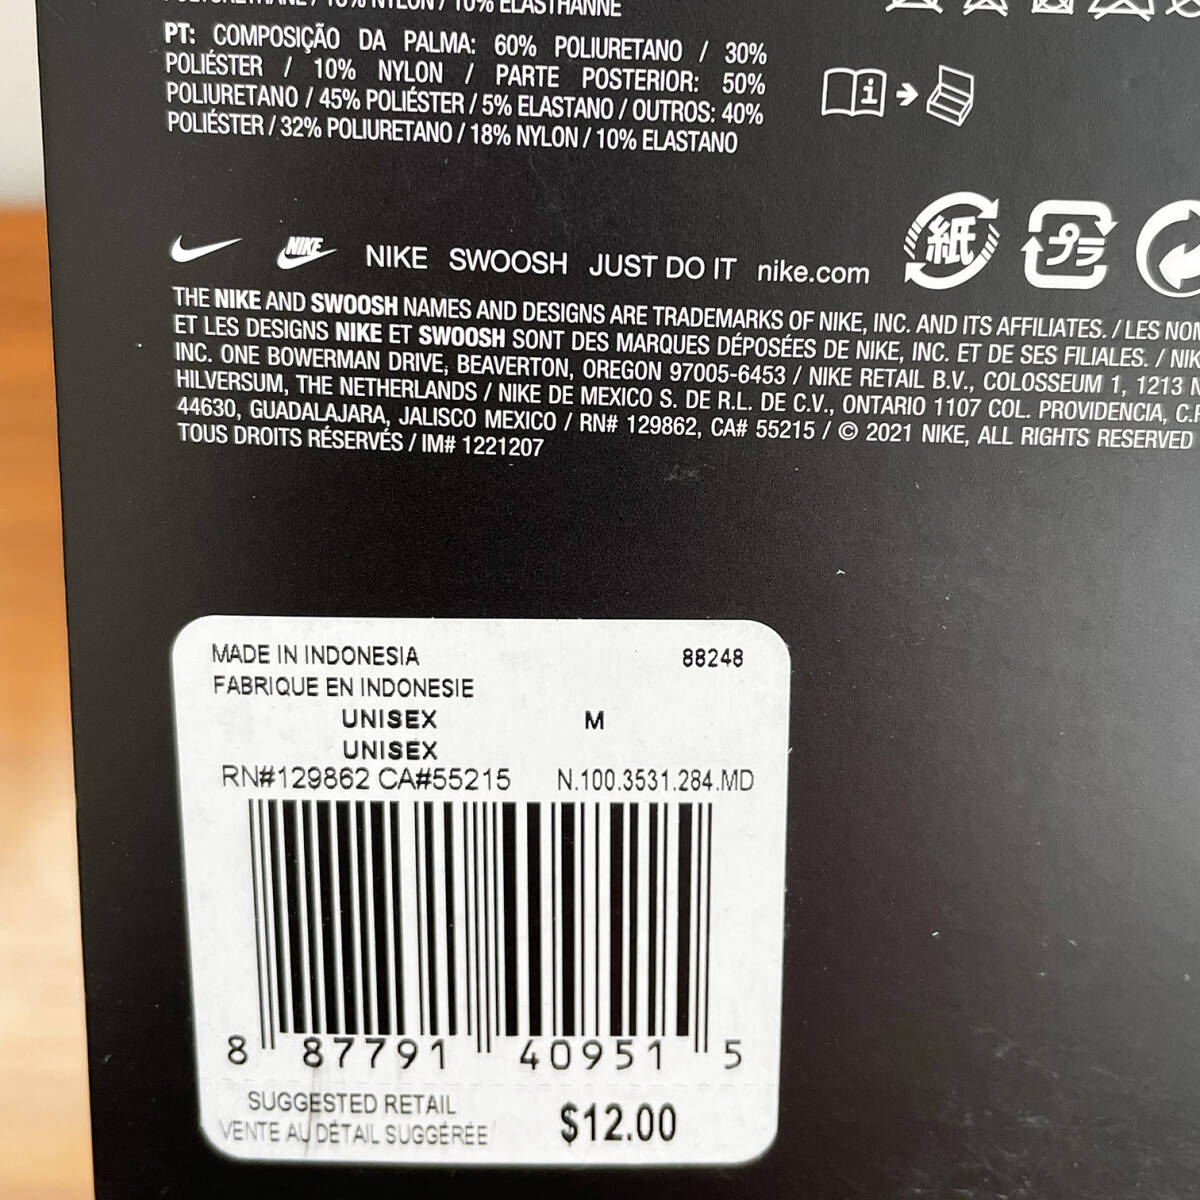 POLYURÉTHANE / 18% NYLON / 10% ÉLASTHANNE
PT: COMPOSIÇÃO DA PALMA: 60% POLIURETANO / 30%
POLIÉSTER / 10% NYLON / PARTE POSTERIOR: 50%
POLIURETANO / 45% POLIÉSTER / 5% ELASTANO / OUTROS: 40%
POLIÉSTER / 32% POLIURETANO / 18% NYLON / 10% ELASTANO
紙 プラ
NIKE NIKE SWOOSH JUST DO IT nike.com
THE NIKE AND SWOOSH NAMES AND DESIGNS ARE TRADEMARKS OF NIKE, INC. AND ITS AFFILIATES. / LES NOM
ET LES DESIGNS NIKE ET SWOOSH SONT DES MARQUES DÉPOSÉES DE NIKE, INC. ET DE SES FILIALES. / NIK
INC. ONE BOWERMAN DRIVE, BEAVERTON, OREGON 97005-6453 / NIKE RETAIL B.V., COLOSSEUM 1, 1213 N
HILVERSUM, THE NETHERLANDS / NIKE DE MEXICO S. DE R.L. DE C.V., ONTARIO 1107 COL. PROVIDENCIA, C.P
44630, GUADALAJARA, JALISCO MEXICO / RN# 129862, CA# 55215 / © 2021 NIKE, ALL RIGHTS RESERVED
TOUS DROITS RÉSERVÉS / IM# 1221207
MADE IN INDONESIA 88248
FABRIQUE EN INDONESIE
UNISEX M
UNISEX
RN#129862 CA#55215 N.100.3531.284.MD
8 87791 40951 5
SUGGESTED RETAIL
VENTE AU DÉTAIL SUGGÉRÉE
$12.00